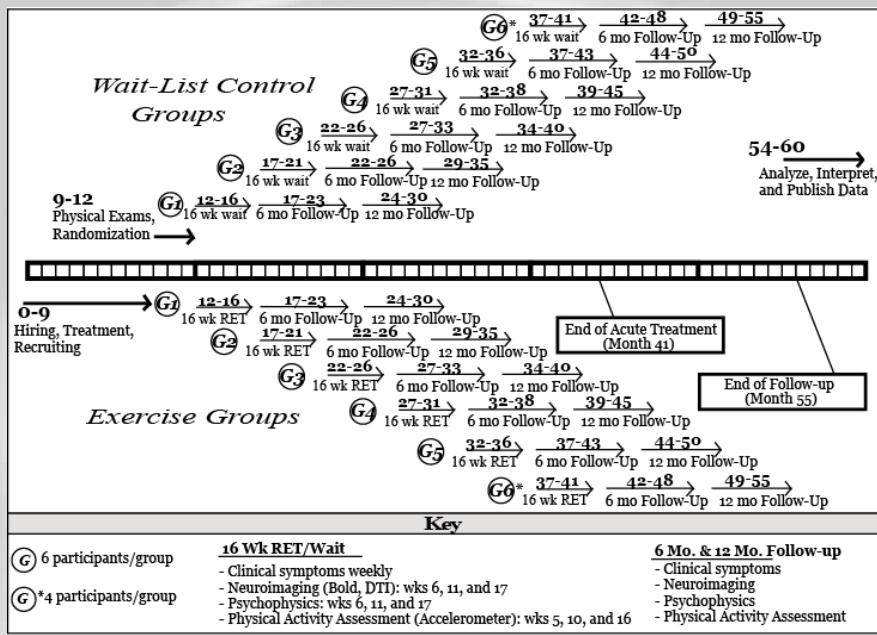 G6* 37-41 42-48 49-55
16 wk wait 6 mo Follow-Up 12 mo Follow-Up
G5 32-36 37-43 44-50
16 wk wait 6 mo Follow-Up 12 mo Follow-Up
Wait-List Control
Groups
G4 27-31 32-38 39-45
16 wk wait 6 mo Follow-Up 12 mo Follow-Up
G3 22-26 27-33 34-40
16 wk wait 6 mo Follow-Up 12 mo Follow-Up
G2 17-21 22-26 29-35
16 wk wait 6 mo Follow-Up 12 mo Follow-Up
54-60
Analyze, Interpret,
and Publish Data
9-12
Physical Exams,
Randomization
G1 12-16 17-23 24-30
16 wk wait 6 mo Follow-Up 12 mo Follow-Up
0-9
Hiring, Treatment,
Recruiting
G1 12-16 17-23 24-30
16 wk RET 6 mo Follow-Up 12 mo Follow-Up
G2 17-21 22-26 29-35
16 wk RET 6 mo Follow-Up 12 mo Follow-Up
End of Acute Treatment
(Month 41)
G3 22-26 27-33 34-40
16 wk RET 6 mo Follow-Up 12 mo Follow-Up
End of Follow-up
(Month 55)
Exercise Groups
G4 27-31 32-38 39-45
16 wk RET 6 mo Follow-Up 12 mo Follow-Up
G5 32-36 37-43 44-50
16 wk RET 6 mo Follow-Up 12 mo Follow-Up
G6* 37-41 42-48 49-55
16 wk RET 6 mo Follow-Up 12 mo Follow-Up
Key
G 6 participants/group
G *4 participants/group
16 Wk RET/Wait
- Clinical symptoms weekly
- Neuroimaging (Bold, DTI): wks 6, 11, and 17
- Psychophysics: wks 6, 11, and 17
- Physical Activity Assessment (Accelerometer): wks 5, 10, and 16
6 Mo. & 12 Mo. Follow-up
- Clinical symptoms
- Neuroimaging
- Psychophysics
- Physical Activity Assessment